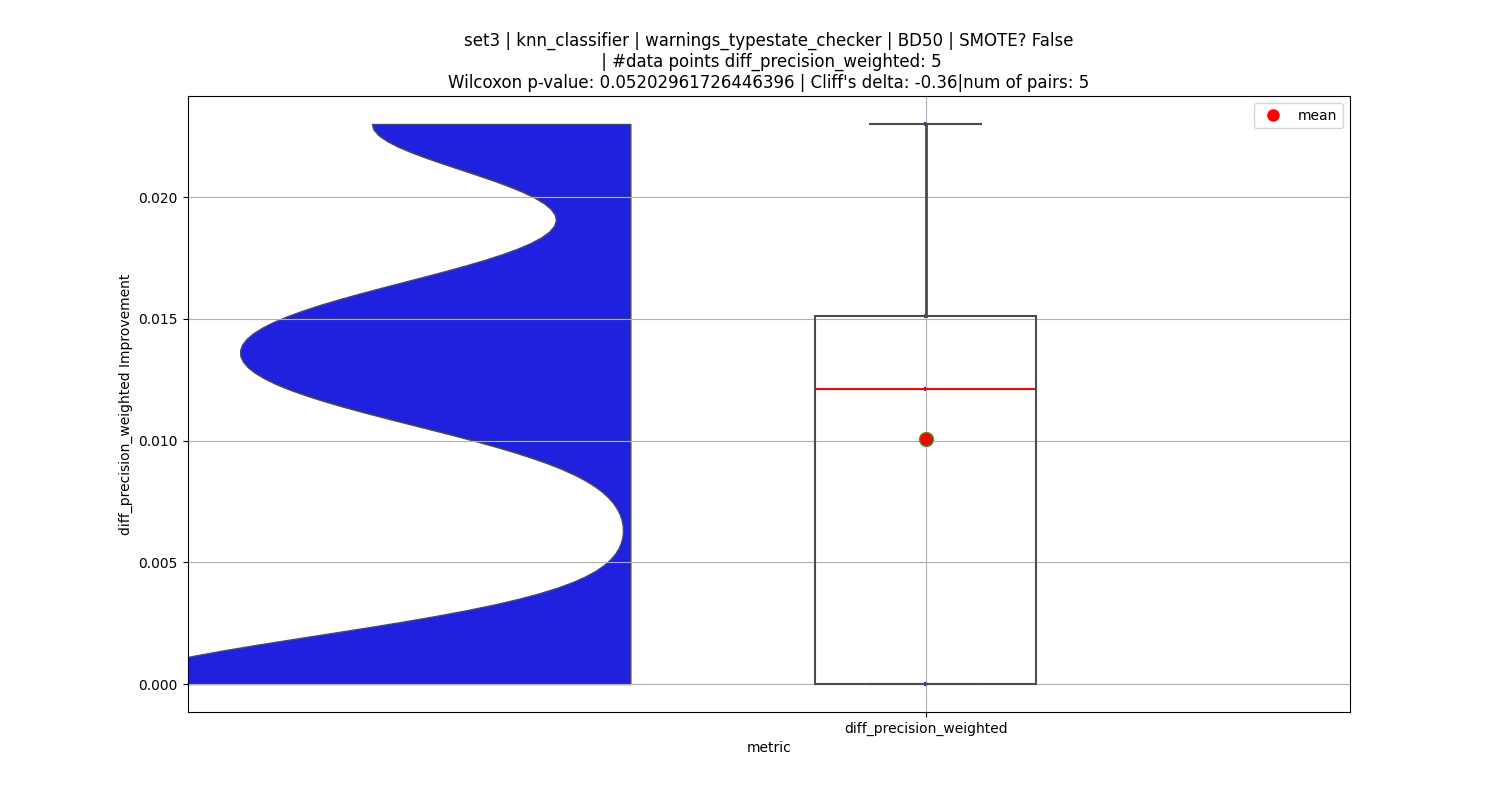 set3 | knn_classifier | warnings_typestate_checker | BD50 | SMOTE? False
| #data points diff_precision_weighted: 5
Wilcoxon p-value: 0.05202961726446396 | Cliff's delta: -0.36|num of pairs: 5
mean
0.020
0.015
0.010
0.005
0.000
diff_precision_weighted Improvement
diff_precision_weighted
metric